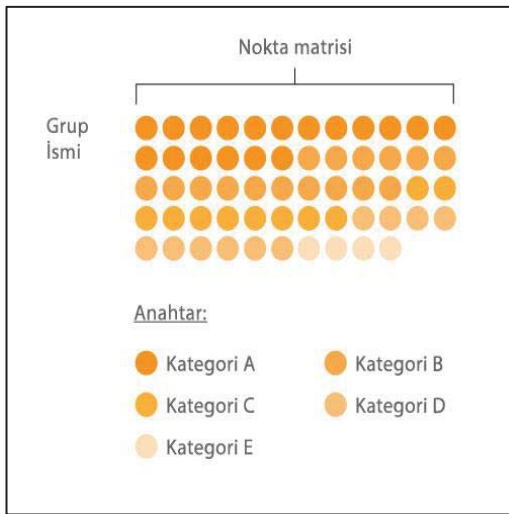 Nokta matrisi
Grup
İsmi
Anahtar:
Kategori A
Kategori B
Kategori C
Kategori D
Kategori E